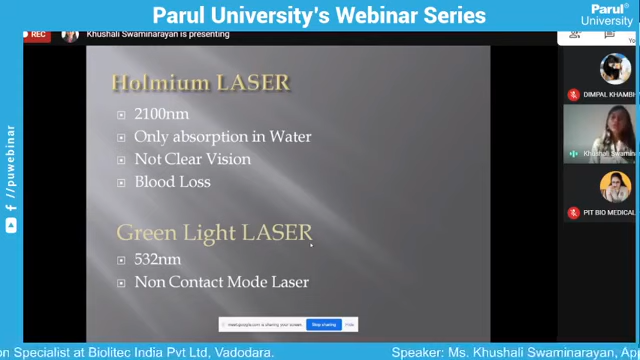 Parul University's Webinar Series
Parul®
University
REC
Khushali Swaminarayan is presenting
Holmium LASER
2100nm
Only absorption in Water
Not Clear Vision
Blood Loss
Green Light LASER
532nm
Non Contact Mode Laser
meet.google.com is sharing your screen.
Stop sharing
Hide
DIMPAL KHAMBH
Khushali Swaminar
PIT BIO MEDICAL
/puwebinar
on Specialist at Biolitec India Pvt Ltd, Vadodara.
Speaker: Ms. Khushali Swaminarayan, Ap